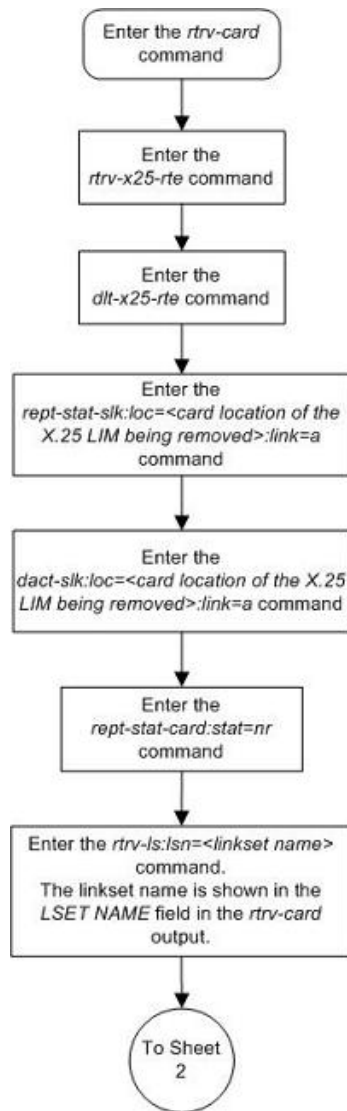 Enter the rtrv-card
command
Enter the
rtrv-x25-rte command
Enter the
dlt-x25-rte command
Enter the
rept-stat-slk:loc=<card location of the
X.25 LIM being removed>:link=a
command
Enter the
dact-slk:loc=<card location of the X.25
LIM being removed>:link=a command
Enter the
rept-stat-card:stat=nr
command
Enter the rtrv-ls:lsn=<linkset name>
command.
The linkset name is shown in the
LSET NAME field in the rtrv-card
output.
To Sheet
2